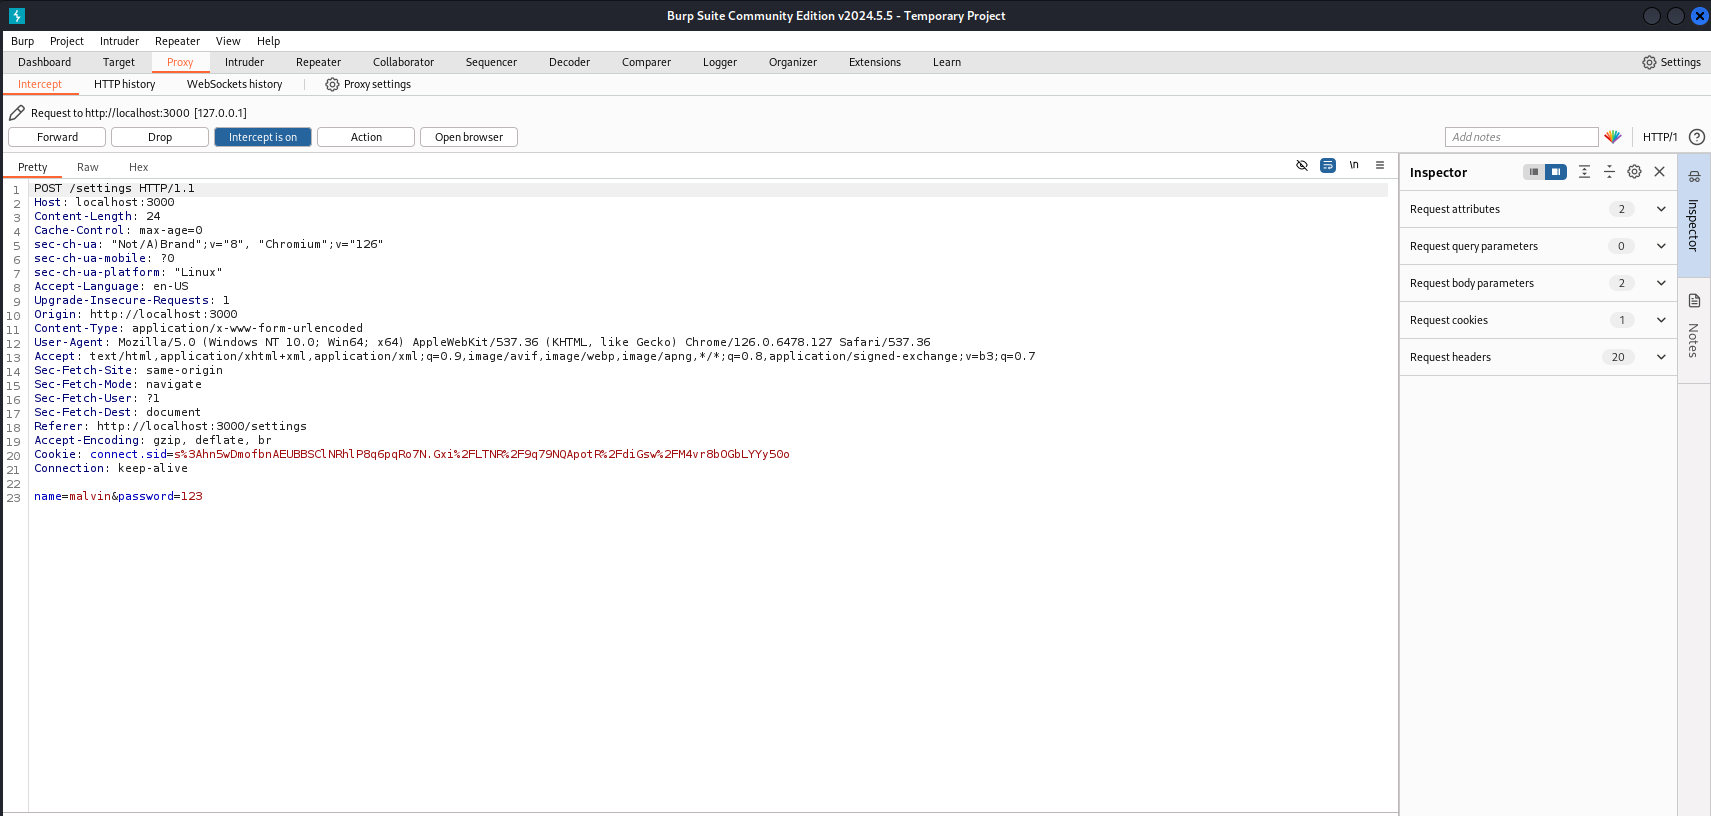 Burp Suite Community Edition v2024.5.5 - Temporary Project
Burp Project Intruder Repeater View Help
Dashboard Target Proxy Intruder Repeater Collaborator Sequencer Decoder Comparer Logger Organizer Extensions Learn Settings
Intercept HTTP history WebSockets history Proxy settings
Request to http://localhost:3000 [127.0.0.1]
Forward Drop Intercept is on Action Open browser Add notes HTTP/1
Pretty Raw Hex \n
1 POST /settings HTTP/1.1
2 Host: localhost:3000
3 Content-Length: 24
4 Cache-Control: max-age=0
5 sec-ch-ua: "Not/A)Brand";v="8", "Chromium";v="126"
6 sec-ch-ua-mobile: ?0
7 sec-ch-ua-platform: "Linux"
8 Accept-Language: en-US
9 Upgrade-Insecure-Requests: 1
10 Origin: http://localhost:3000
11 Content-Type: application/x-www-form-urlencoded
12 User-Agent: Mozilla/5.0 (Windows NT 10.0; Win64; x64) AppleWebKit/537.36 (KHTML, like Gecko) Chrome/126.0.6478.127 Safari/537.36
13 Accept: text/html,application/xhtml+xml,application/xml;q=0.9,image/avif,image/webp,image/apng,*/*;q=0.8,application/signed-exchange;v=b3;q=0.7
14 Sec-Fetch-Site: same-origin
15 Sec-Fetch-Mode: navigate
16 Sec-Fetch-User: ?1
17 Sec-Fetch-Dest: document
18 Referer: http://localhost:3000/settings
19 Accept-Encoding: gzip, deflate, br
20 Cookie: connect.sid=s%3Ahn5wDmofbnAEUBBSClNRhlP8q6pqRo7N.Gxi%2FLTNR%2F9q79NQApotR%2FdiGsw%2FM4vr8bOGbLYYy50o
21 Connection: keep-alive
22
23 name=malvin&password=123
Inspector
Request attributes 2
Request query parameters 0
Request body parameters 2
Request cookies 1
Request headers 20
Inspector
Notes